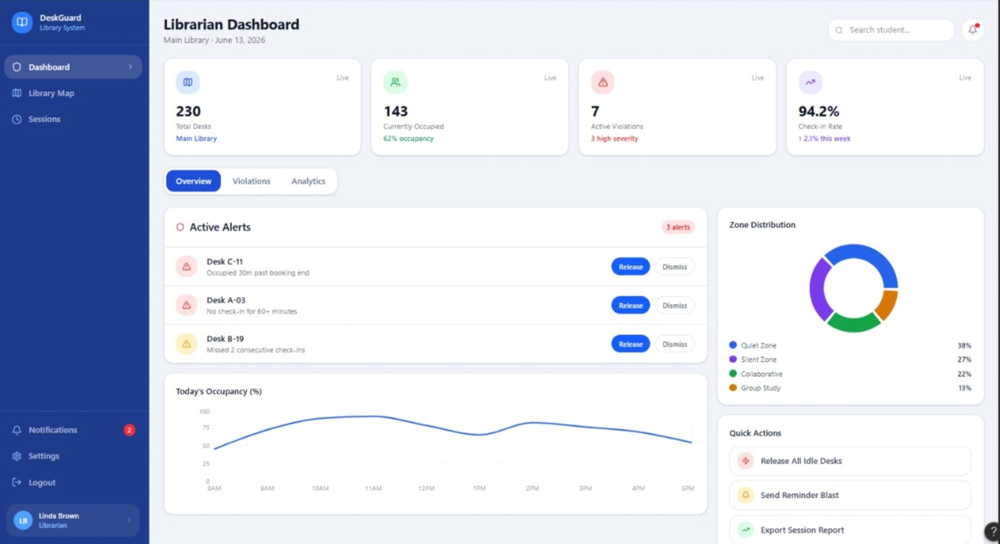 DeskGuard
Library System
Dashboard
Library Map
Sessions
Notifications 2
Settings
Logout
LB
Linda Brown
Librarian
Librarian Dashboard
Main Library · June 13, 2026
Search student...
Live
230
Total Desks
Main Library
Live
143
Currently Occupied
62% occupancy
Live
7
Active Violations
3 high severity
Live
94.2%
Check-in Rate
↑ 2.1% this week
Overview Violations Analytics
Active Alerts 3 alerts
Desk C-11
Occupied 30m past booking end
Release Dismiss
Desk A-03
No check-in for 60+ minutes
Release Dismiss
Desk B-19
Missed 2 consecutive check-ins
Release Dismiss
Today's Occupancy (%)
100
75
50
25
0
8AM 9AM 10AM 11AM 12PM 1PM 2PM 3PM 4PM 5PM
Zone Distribution
Quiet Zone 38%
Silent Zone 27%
Collaborative 22%
Group Study 13%
Quick Actions
Release All Idle Desks
Send Reminder Blast
Export Session Report
?